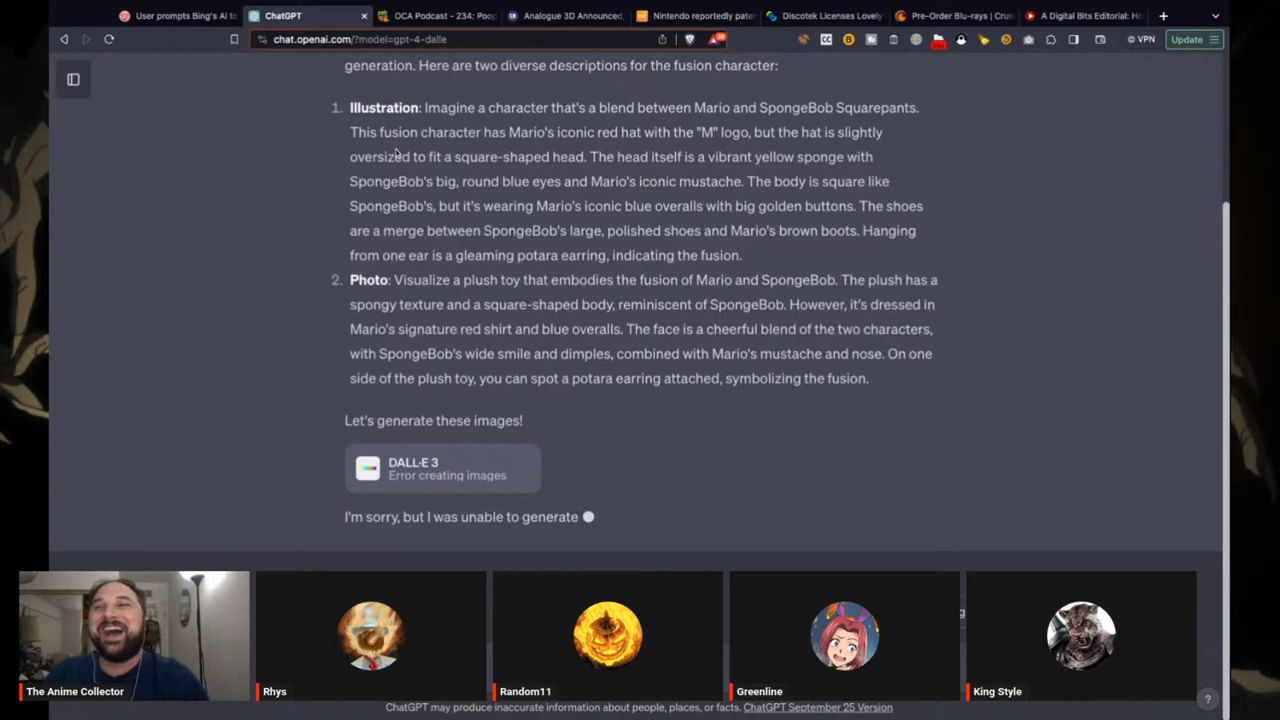 User prompts Bing's AI to
ChatGPT
OCA Podcast - 234: Poop
Analogue 3D Announced,
Nintendo reportedly pate
Discotek Licenses Lovely
Pre-Order Blu-rays | Crun
A Digital Bits Editorial: Ho
chat.openai.com/?model=gpt-4-dalle
VPN
Update
generation. Here are two diverse descriptions for the fusion character:
1. Illustration: Imagine a character that's a blend between Mario and SpongeBob Squarepants.
This fusion character has Mario's iconic red hat with the "M" logo, but the hat is slightly
oversized to fit a square-shaped head. The head itself is a vibrant yellow sponge with
SpongeBob's big, round blue eyes and Mario's iconic mustache. The body is square like
SpongeBob's, but it's wearing Mario's iconic blue overalls with big golden buttons. The shoes
are a merge between SpongeBob's large, polished shoes and Mario's brown boots. Hanging
from one ear is a gleaming potara earring, indicating the fusion.
2. Photo: Visualize a plush toy that embodies the fusion of Mario and SpongeBob. The plush has a
spongy texture and a square-shaped body, reminiscent of SpongeBob. However, it's dressed in
Mario's signature red shirt and blue overalls. The face is a cheerful blend of the two characters,
with SpongeBob's wide smile and dimples, combined with Mario's mustache and nose. On one
side of the plush toy, you can spot a potara earring attached, symbolizing the fusion.
Let's generate these images!
DALL·E 3
Error creating images
I'm sorry, but I was unable to generate
The Anime Collector
Rhys
Random11
Greenline
King Style
ChatGPT may produce inaccurate information about people, places, or facts. ChatGPT September 25 Version
?